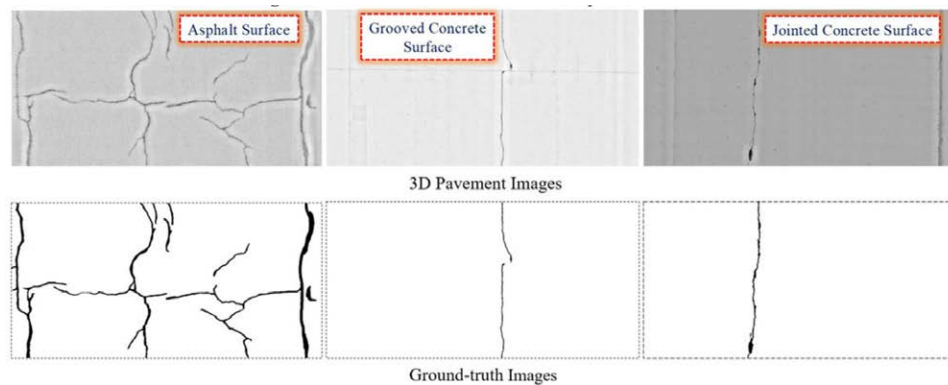 Asphalt Surface
Grooved Concrete
Surface
Jointed Concrete Surface
3D Pavement Images
Ground-truth Images